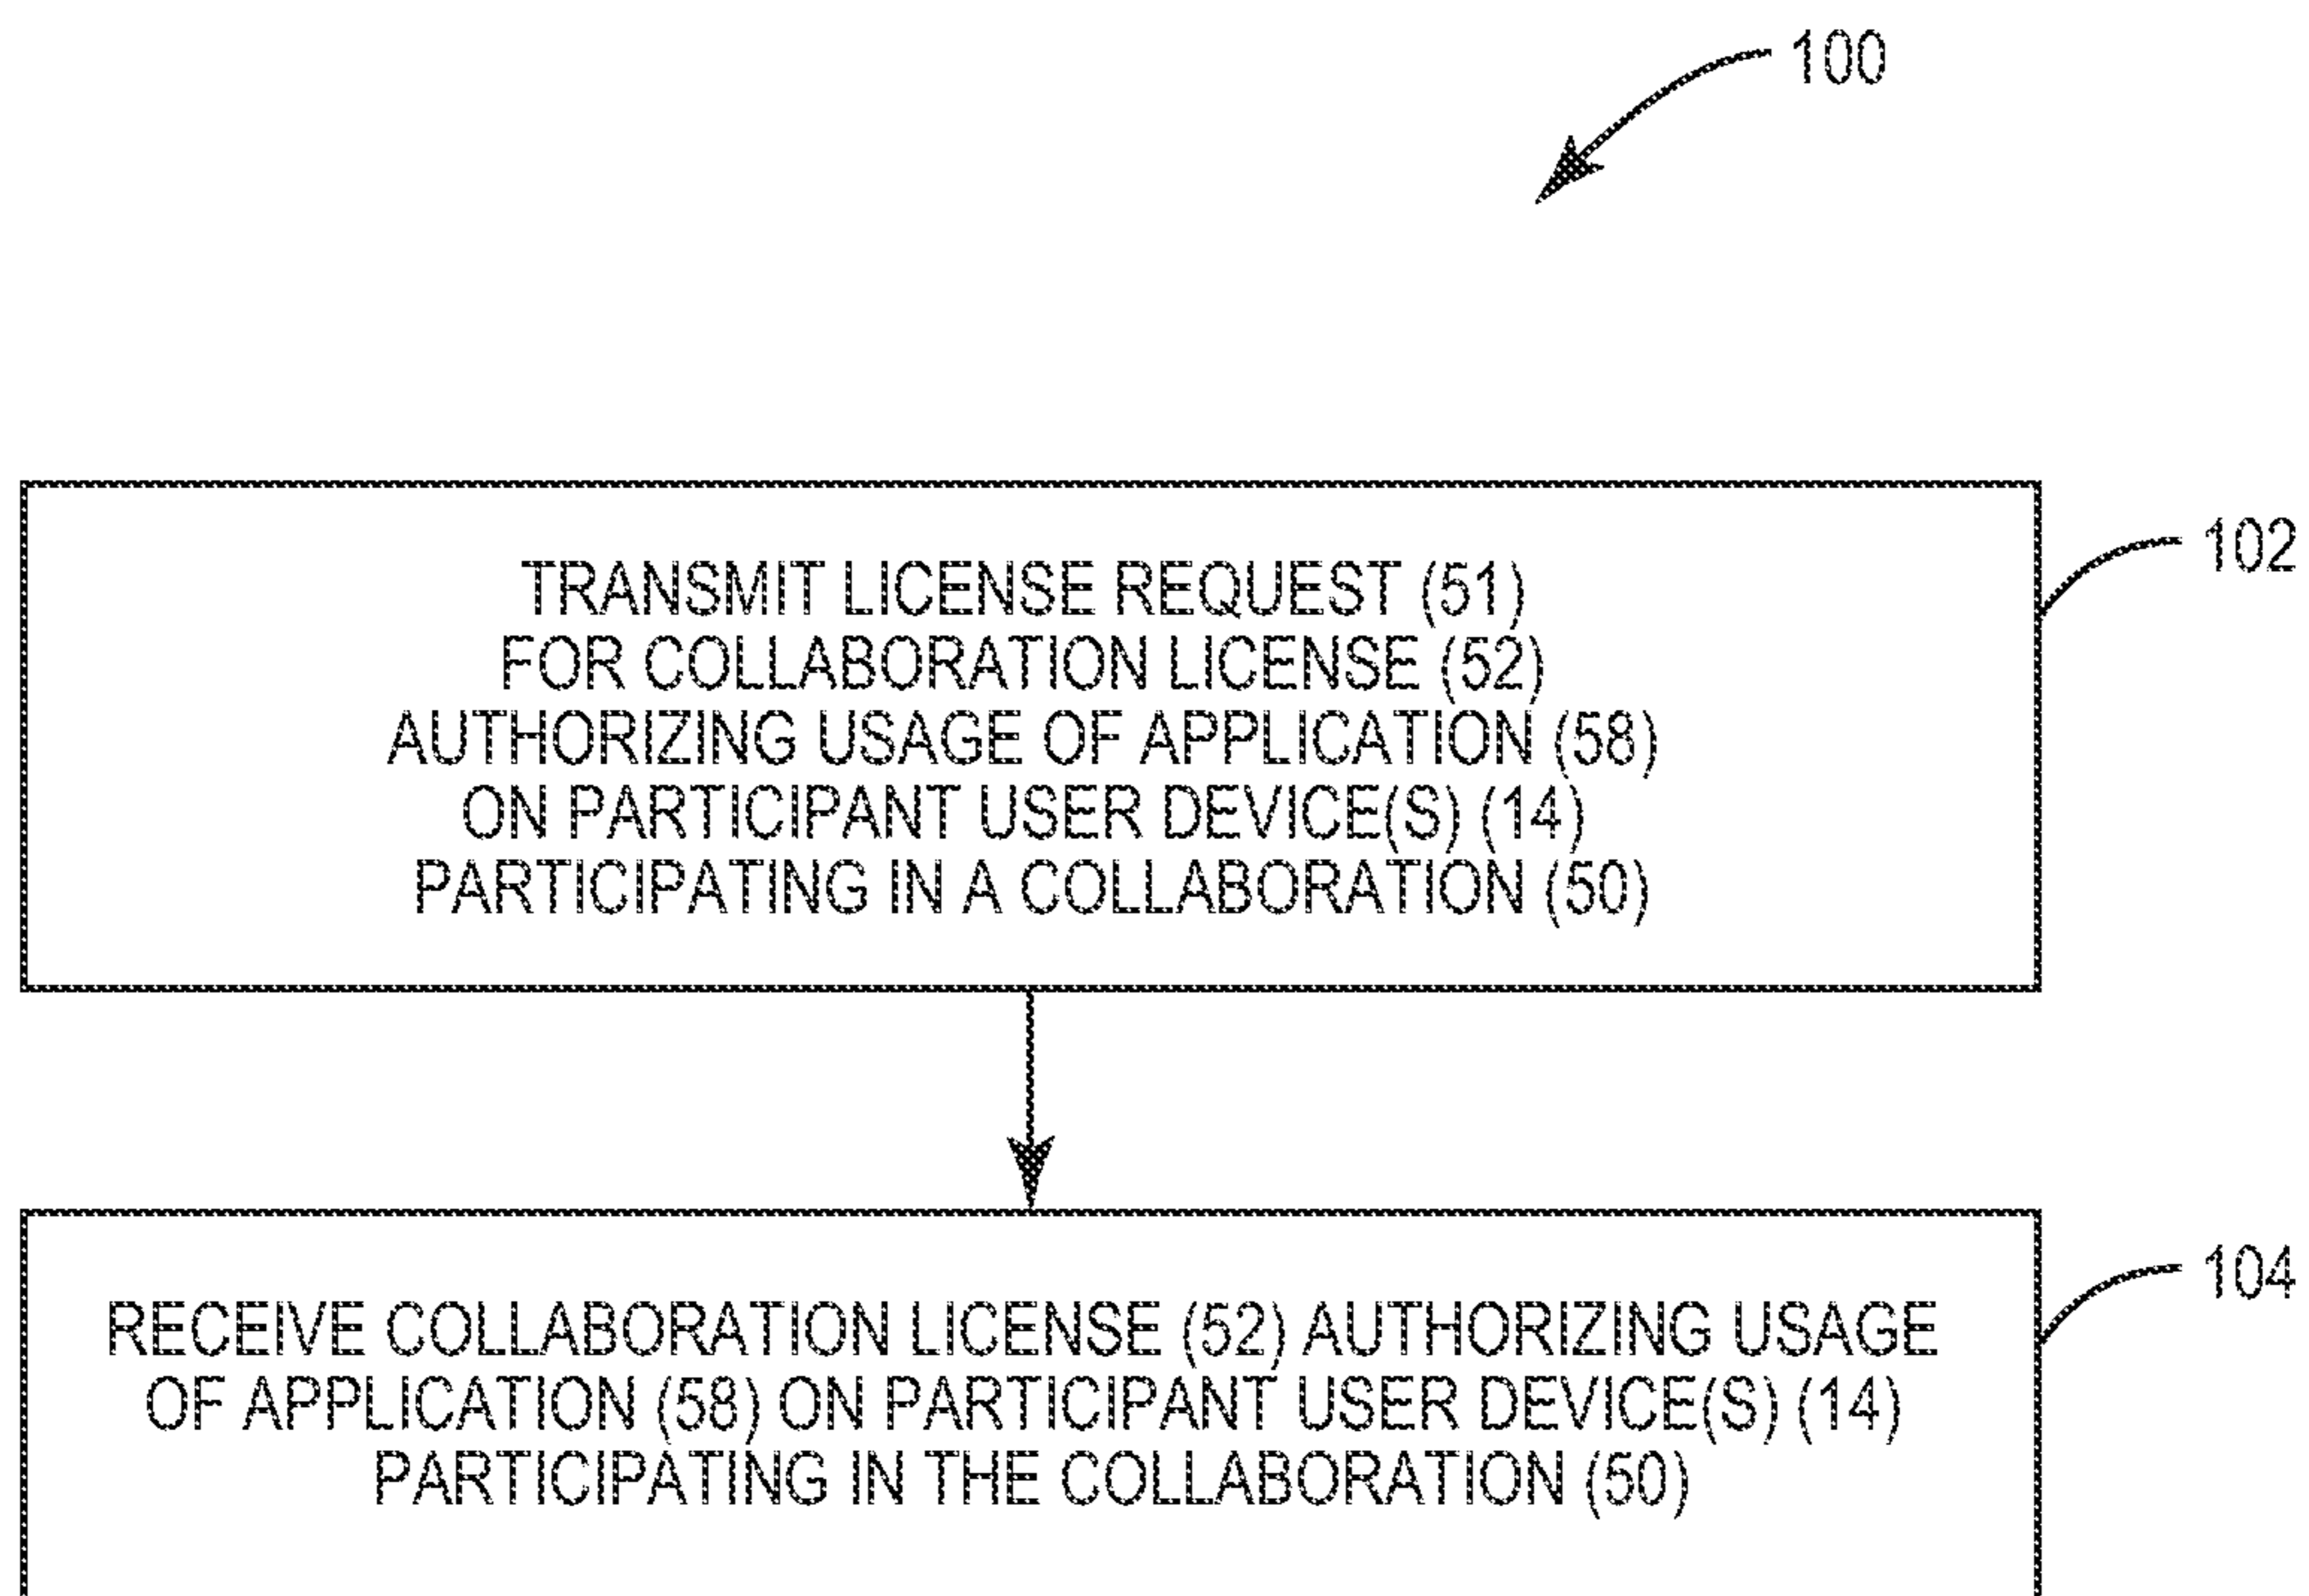 100
102
TRANSMIT LICENSE REQUEST (51)
FOR COLLABORATION LICENSE (52)
AUTHORIZING USAGE OF APPLICATION (58)
ON PARTICIPANT USER DEVICE(S) (14)
PARTICIPATING IN A COLLABORATION (50)
104
RECEIVE COLLABORATION LICENSE (52) AUTHORIZING USAGE
OF APPLICATION (58) ON PARTICIPANT USER DEVICE(S) (14)
PARTICIPATING IN THE COLLABORATION (50)